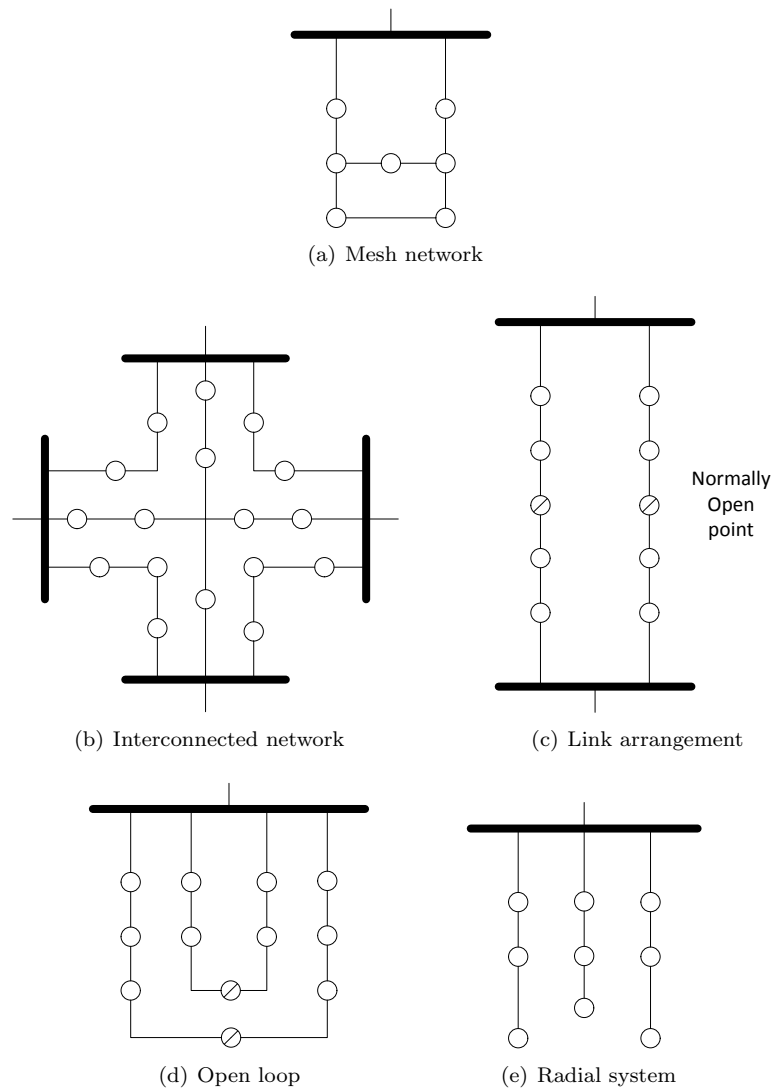 (a) Mesh network
Normally
Open
point
(b) Interconnected network
(c) Link arrangement
(d) Open loop
(e) Radial system